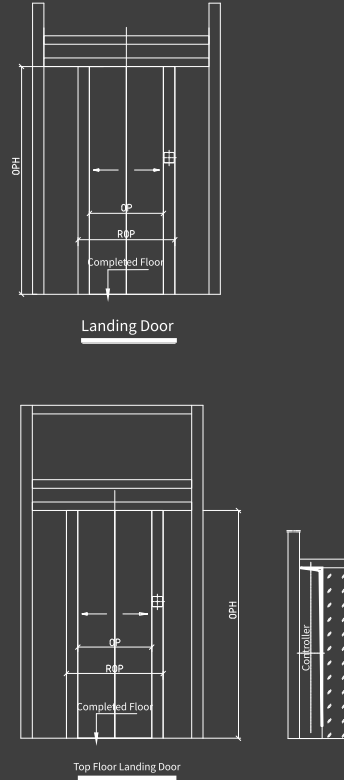 OPH
OP
ROP
Completed Floor
Landing Door
OPH
OP
ROP
Completed Floor
Controller
Top Floor Landing Door